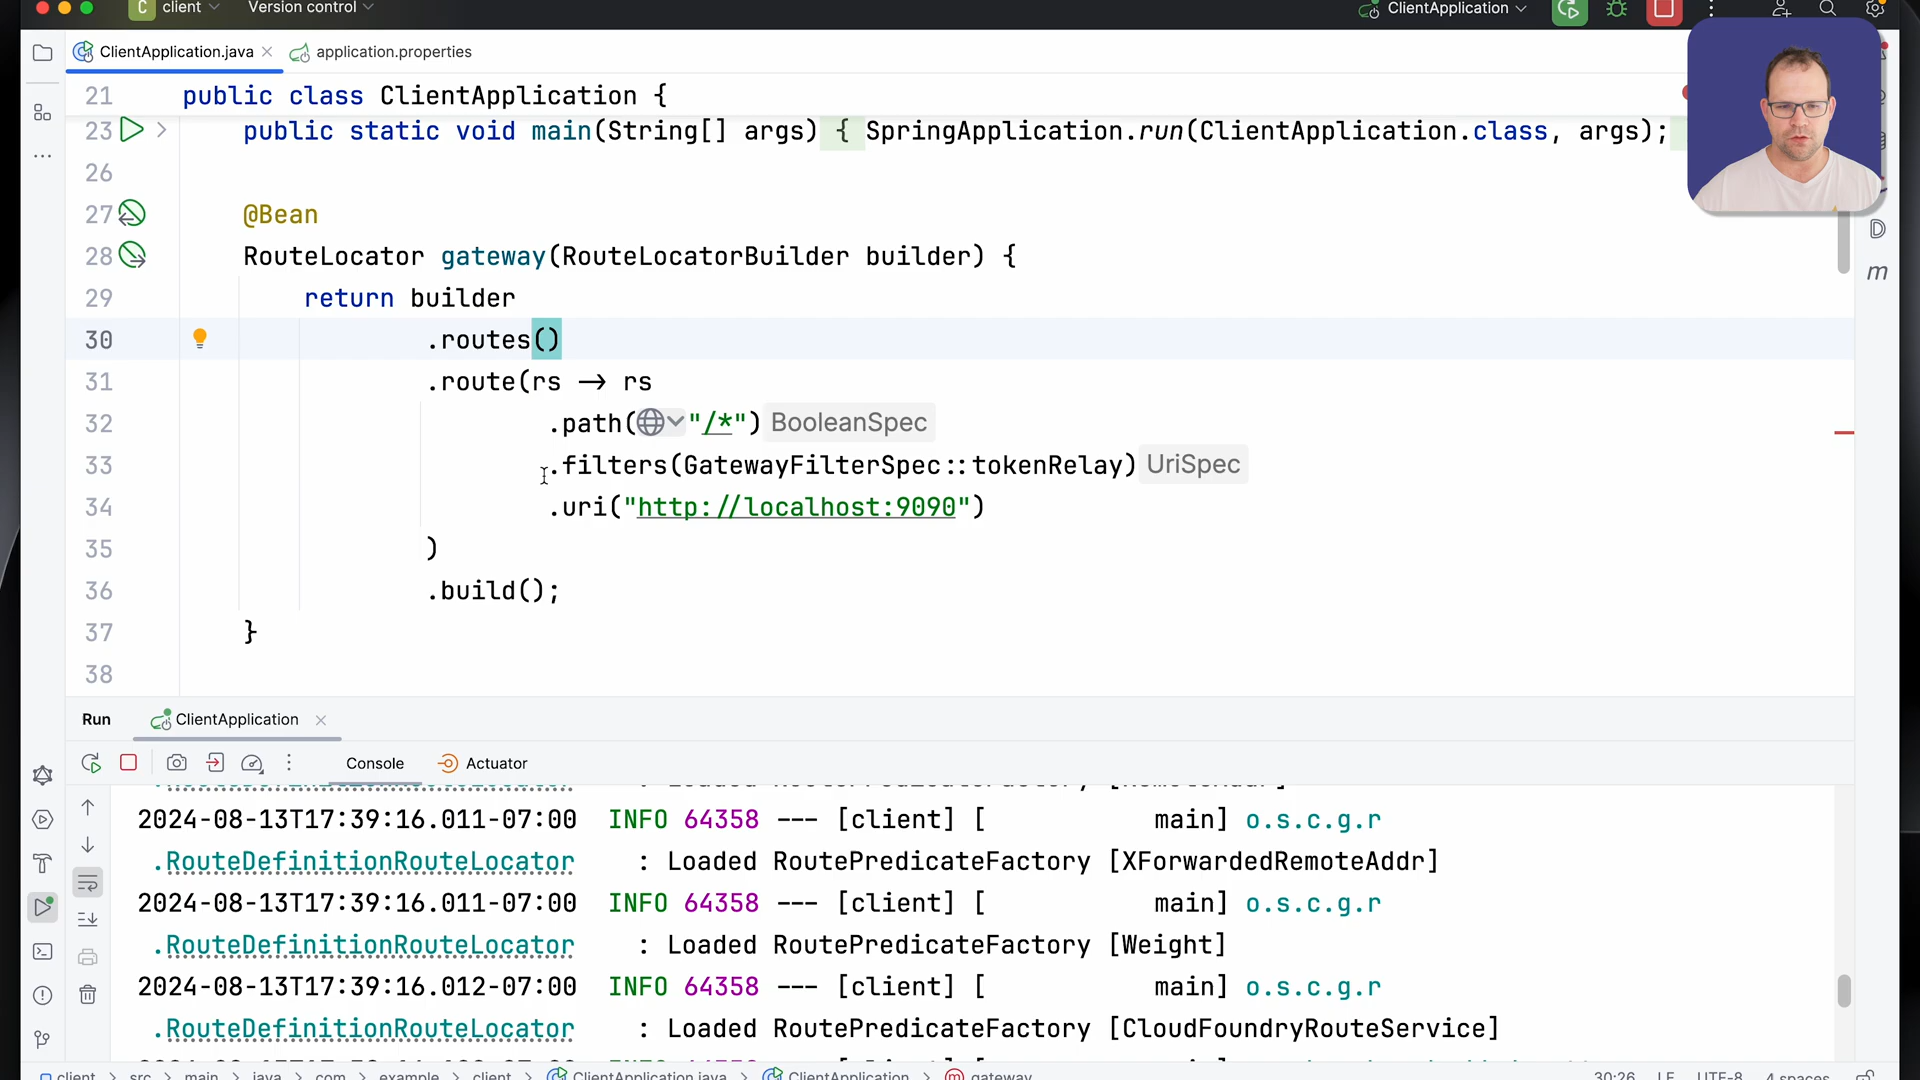 C client Version control ClientApplication
ClientApplication.java application.properties
21 public class ClientApplication {
23 public static void main(String[] args) { SpringApplication.run(ClientApplication.class, args);
26
27 @Bean
28 RouteLocator gateway(RouteLocatorBuilder builder) {
29 return builder
30 .routes()
31 .route(rs → rs
32 .path("/*") BooleanSpec
33 .filters(GatewayFilterSpec::tokenRelay) UriSpec
34 .uri("http://localhost:9090")
35 )
36 .build();
37 }
38
Run ClientApplication
Console Actuator
2024-08-13T17:39:16.011-07:00 INFO 64358 --- [client] [ main] o.s.c.g.r
.RouteDefinitionRouteLocator : Loaded RoutePredicateFactory [XForwardedRemoteAddr]
2024-08-13T17:39:16.011-07:00 INFO 64358 --- [client] [ main] o.s.c.g.r
.RouteDefinitionRouteLocator : Loaded RoutePredicateFactory [Weight]
2024-08-13T17:39:16.012-07:00 INFO 64358 --- [client] [ main] o.s.c.g.r
.RouteDefinitionRouteLocator : Loaded RoutePredicateFactory [CloudFoundryRouteService]
client > src > main > java > com > example > client > ClientApplication.java > ClientApplication > gateway 30:26 LF UTF-8 4 spaces